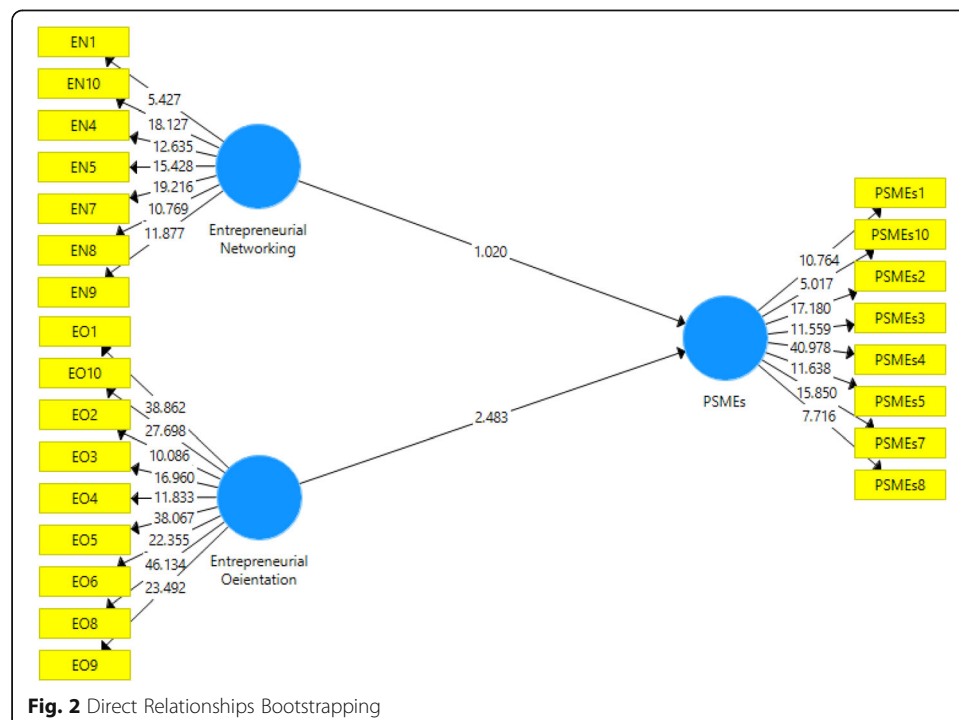 EN1
EN10
EN4
EN5
EN7
EN8
EN9
5.427
18.127
12.635
15.428
19.216
10.769
11.877
Entrepreneurial
Networking
1.020
EO1
EO10
EO2
EO3
EO4
EO5
EO6
EO8
EO9
38.862
27.698
10.086
16.960
11.833
38.067
22.355
46.134
23.492
Entrepreneurial
Oeientation
2.483
PSMEs
10.764
5.017
17.180
11.559
40.978
11.638
15.850
7.716
PSMEs1
PSMEs10
PSMEs2
PSMEs3
PSMEs4
PSMEs5
PSMEs7
PSMEs8
Fig. 2 Direct Relationships Bootstrapping